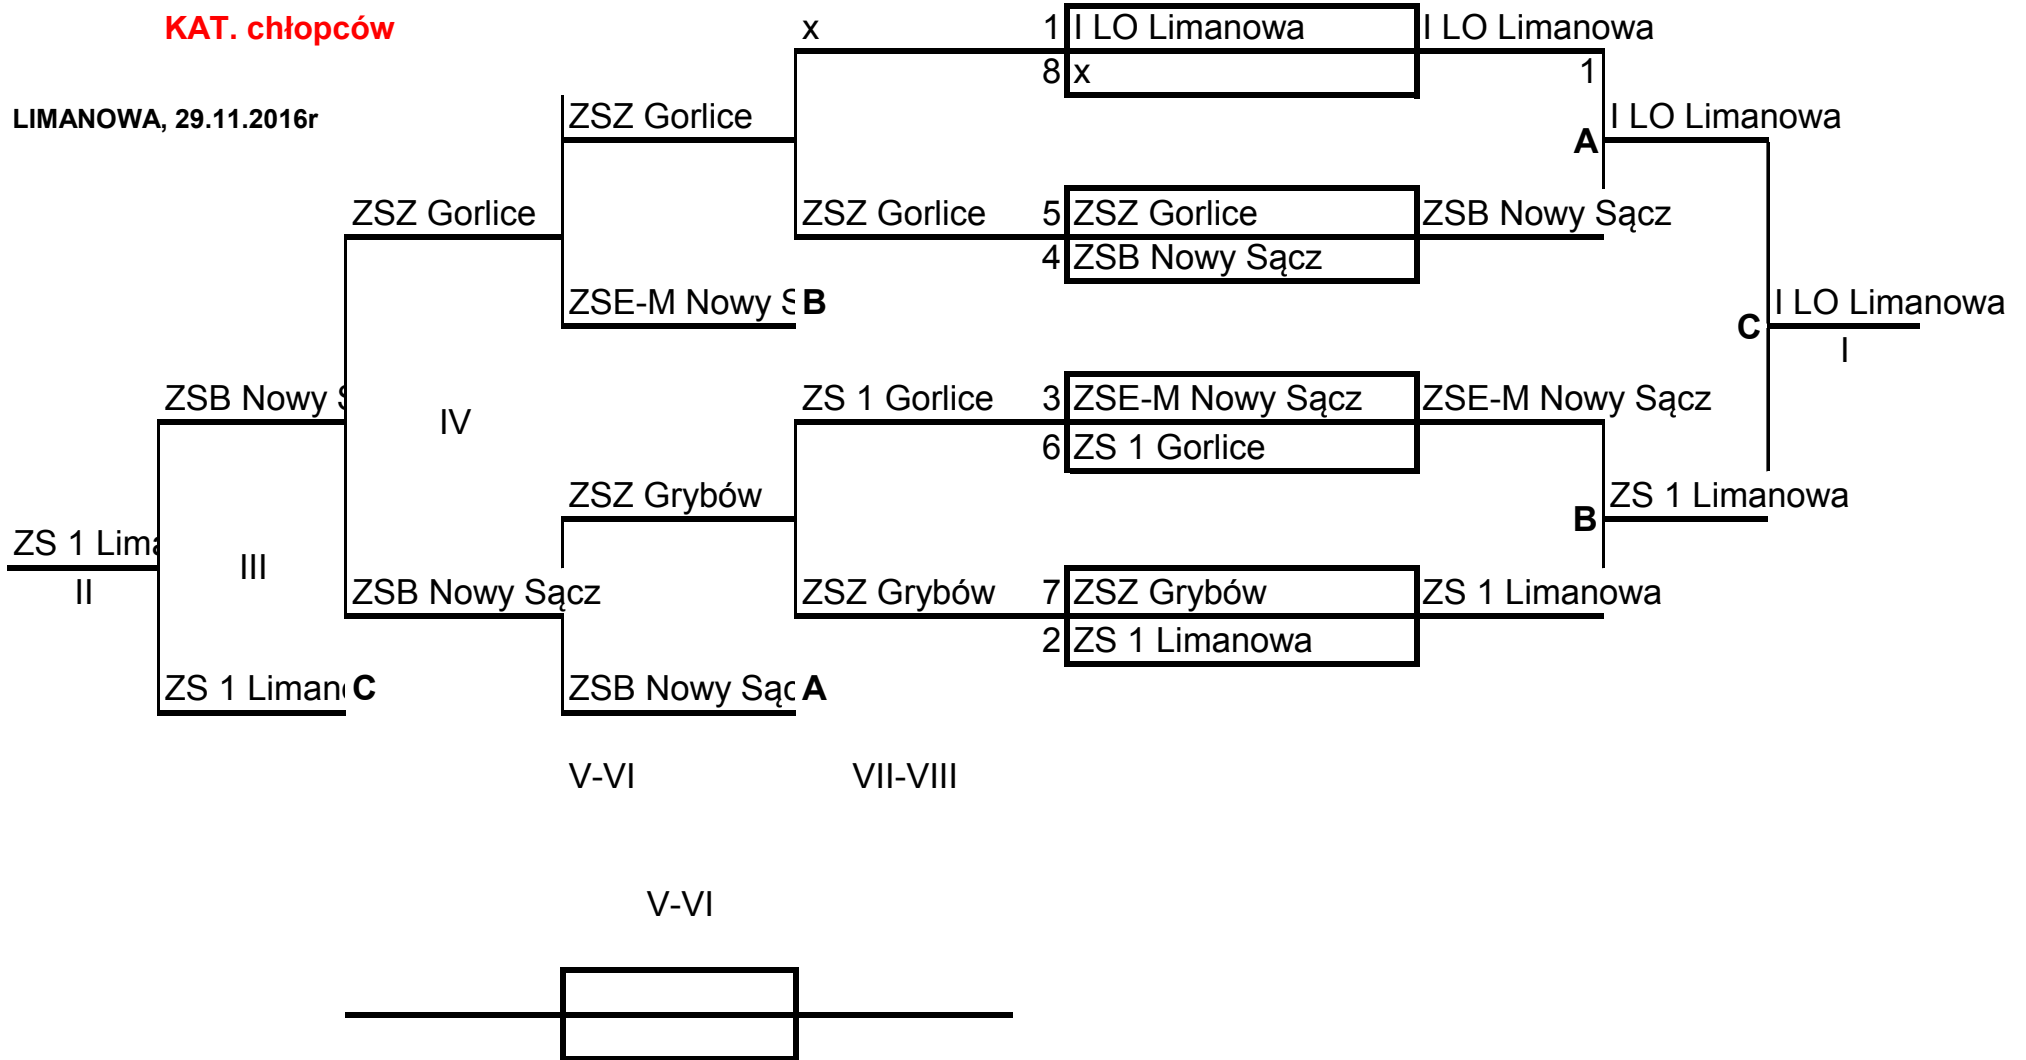 KAT. chłopców x 1 I LO Limanowa I LO Limanowa
8 x 1
LIMANOWA, 29.11.2016r ZSZ Gorlice I LO Limanowa
A
ZSZ Gorlice ZSZ Gorlice 5 ZSZ Gorlice ZSB Nowy Sącz
4 ZSB Nowy Sącz
ZSE-M Nowy S B I LO Limanowa
C
I
ZSB Nowy S ZS 1 Gorlice 3 ZSE-M Nowy Sącz ZSE-M Nowy Sącz
IV
6 ZS 1 Gorlice
ZSZ Grybów ZS 1 Limanowa
B
ZS 1 Lima
III
II ZSB Nowy Sącz ZSZ Grybów 7 ZSZ Grybów ZS 1 Limanowa
2 ZS 1 Limanowa
ZS 1 Liman C ZSB Nowy Sąc A
V-VI VII-VIII
V-VI